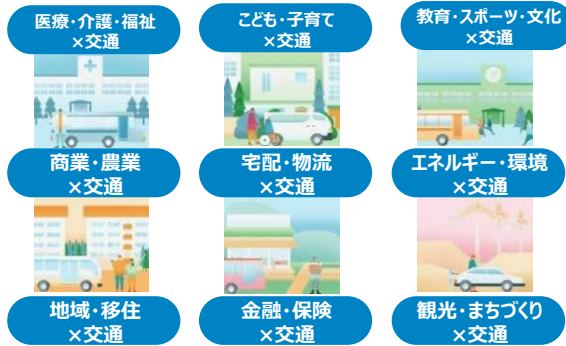 医療・介護・福祉
×交通
こども・子育て
×交通
教育・スポーツ・文化
×交通
商業・農業
×交通
宅配・物流
×交通
エネルギー・環境
×交通
地域・移住
×交通
金融・保険
×交通
観光・まちづくり
×交通